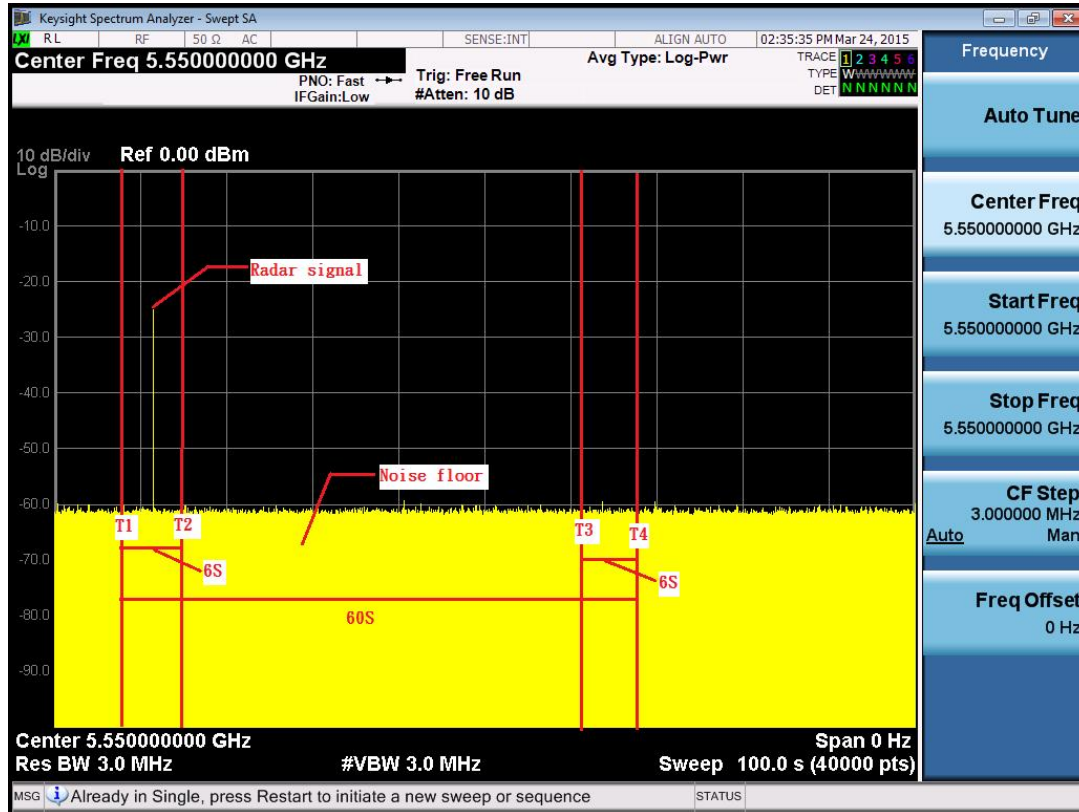 Keysight Spectrum Analyzer - Swept SA
LXI RL RF 50 Ω AC SENSE:INT ALIGN AUTO 02:35:35 PM Mar 24, 2015
Center Freq 5.550000000 GHz
PNO: Fast
IFGain:Low
Trig: Free Run
#Atten: 10 dB
Avg Type: Log-Pwr
TRACE 1 2 3 4 5 6
TYPE WWWWWW
DET N N N N N N
10 dB/div Ref 0.00 dBm
Log
-10.0
-20.0
-30.0
-40.0
-50.0
-60.0
-70.0
-80.0
-90.0
Radar signal
Noise floor
T1 T2 T3 T4
6S 6S
60S
Center 5.550000000 GHz Span 0 Hz
Res BW 3.0 MHz #VBW 3.0 MHz Sweep 100.0 s (40000 pts)
MSG Already in Single, press Restart to initiate a new sweep or sequence STATUS
Frequency
Auto Tune
Center Freq
5.550000000 GHz
Start Freq
5.550000000 GHz
Stop Freq
5.550000000 GHz
CF Step
3.000000 MHz
Auto Man
Freq Offset
0 Hz